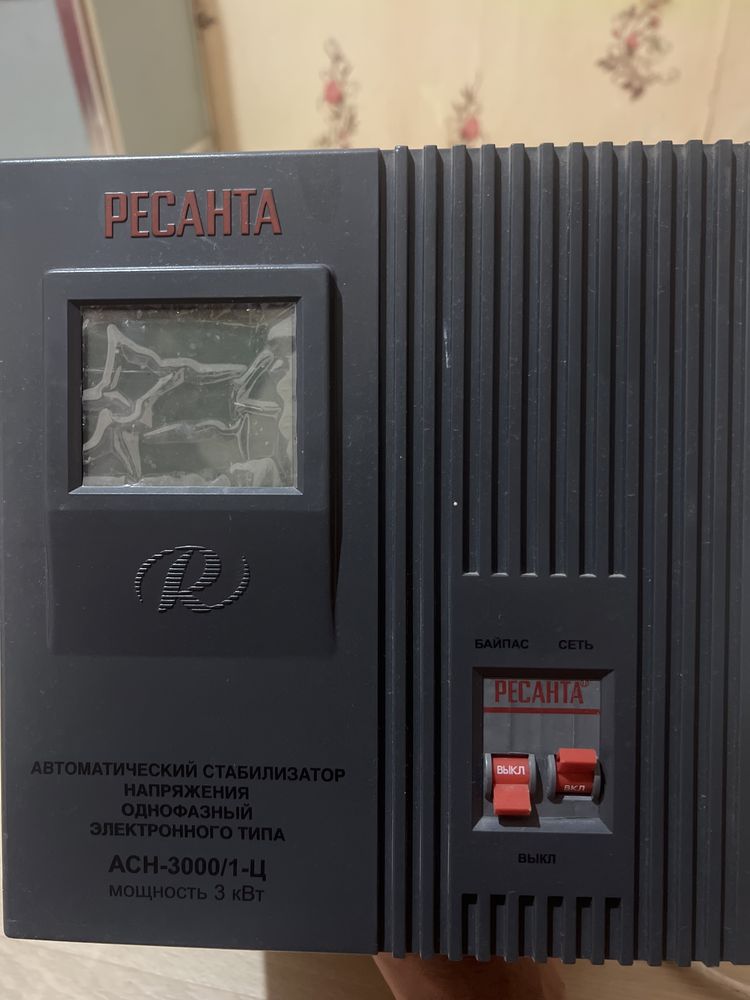 РЕСАНТА
R
БАЙПАС СЕТЬ
РЕСАНТА®
ВЫКЛ
ВКЛ
ВЫКЛ
АВТОМАТИЧЕСКИЙ СТАБИЛИЗАТОР
НАПРЯЖЕНИЯ
ОДНОФАЗНЫЙ
ЭЛЕКТРОННОГО ТИПА
АСН-3000/1-Ц
мощность 3 кВт